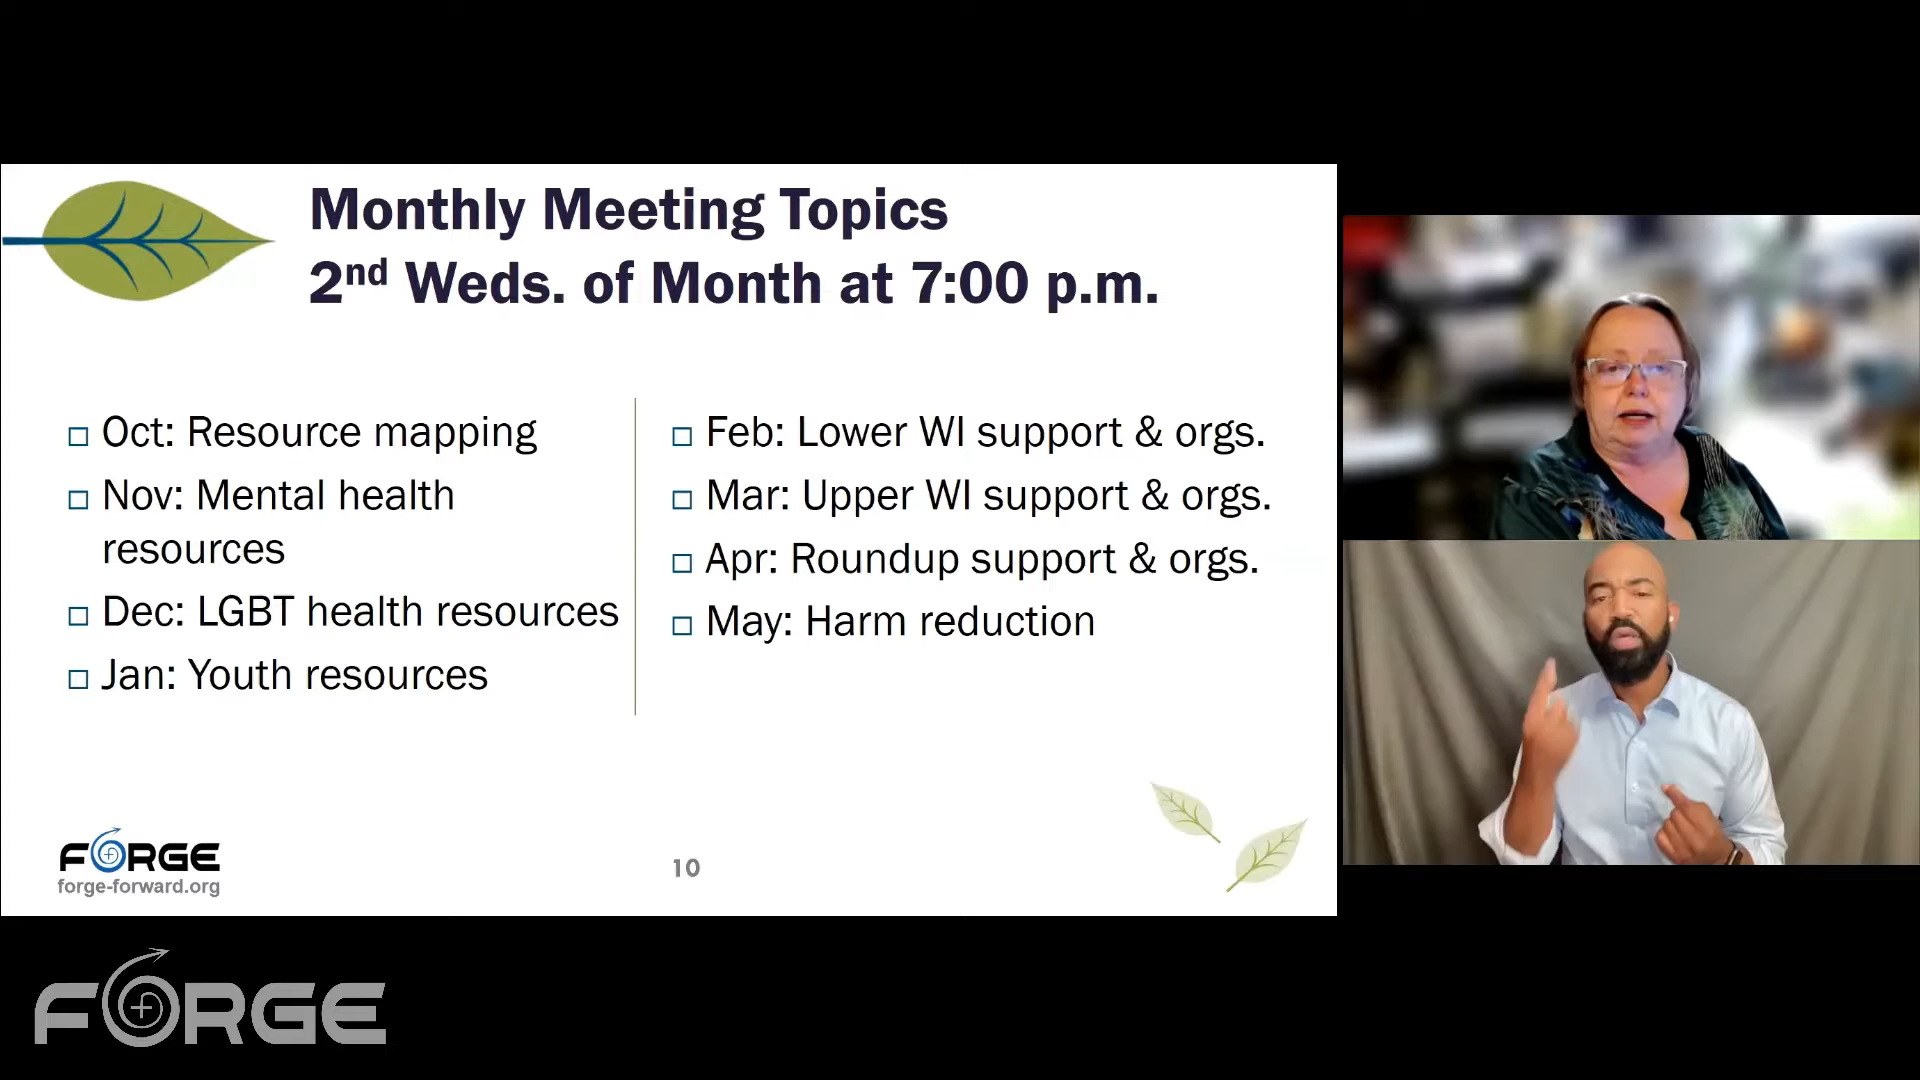 Monthly Meeting Topics
2nd Weds. of Month at 7:00 p.m.
Oct: Resource mapping
Nov: Mental health
resources
Dec: LGBT health resources
Jan: Youth resources
Feb: Lower WI support & orgs.
Mar: Upper WI support & orgs.
Apr: Roundup support & orgs.
May: Harm reduction
FORGE
forge-forward.org
10
FORGE